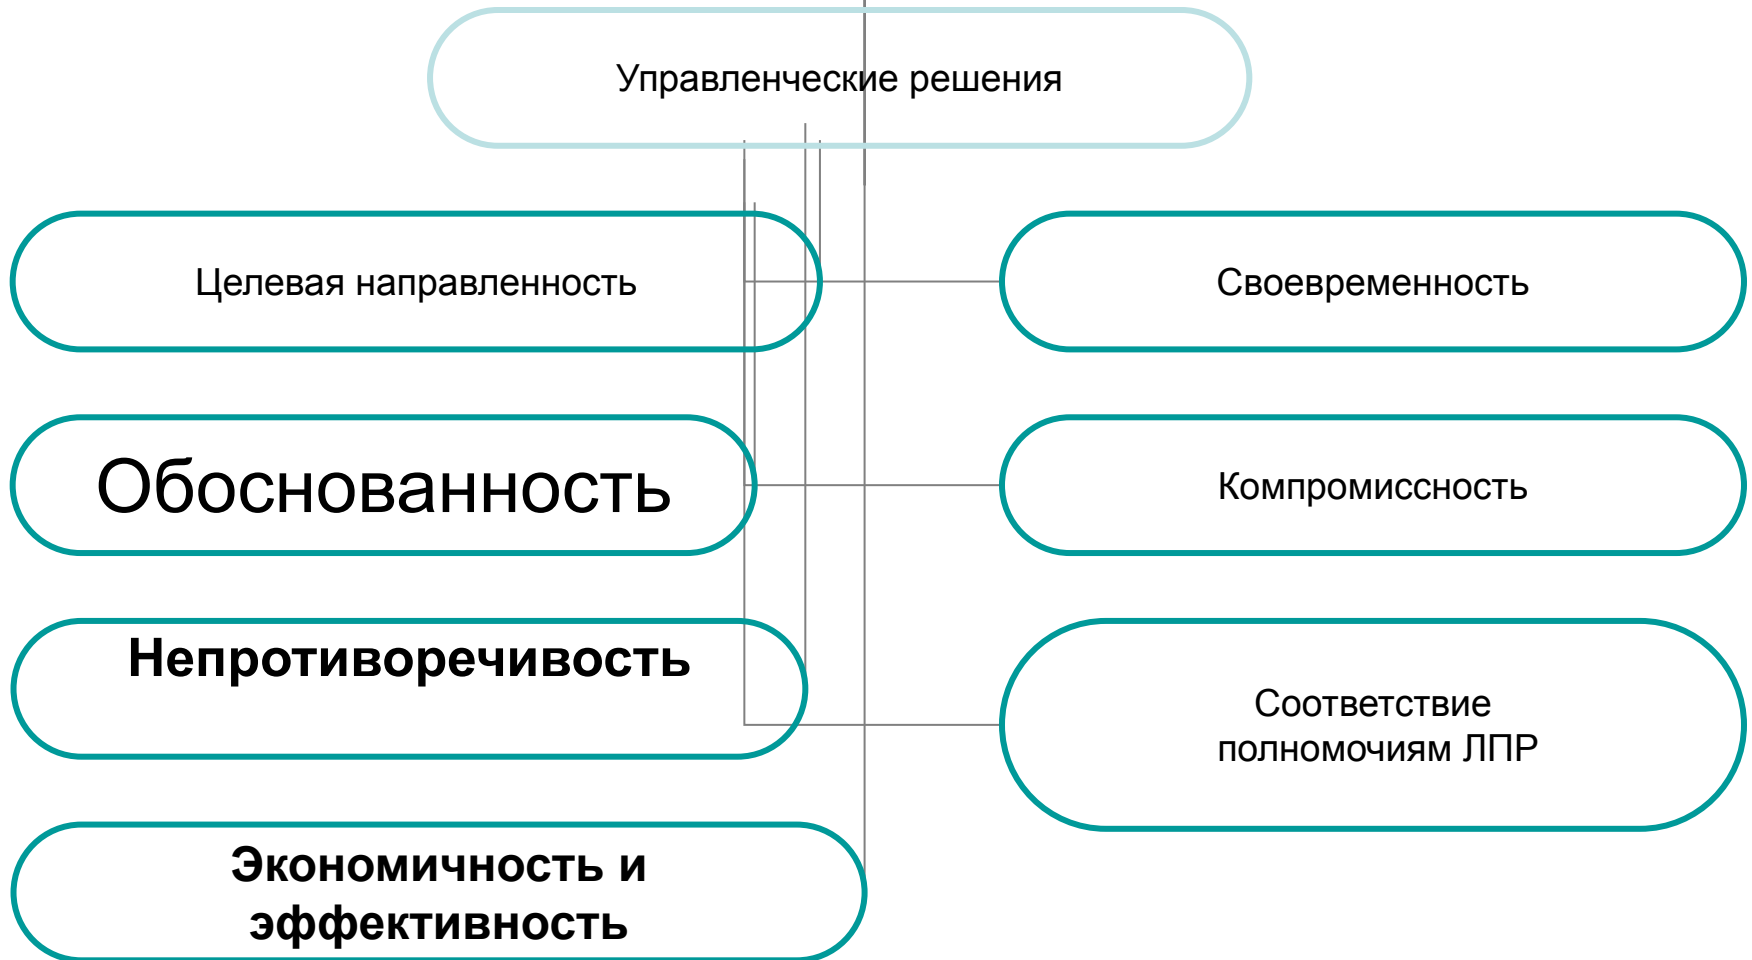 Управленческие решения
Целевая направленность
Своевременность
Обоснованность
Компромиссность
Непротиворечивость
Соответствие
полномочиям ЛПР
Экономичность и
эффективность